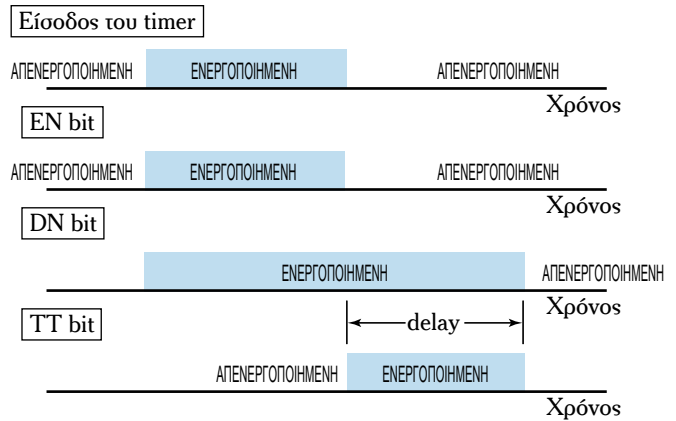 Είσοδος του timer
ΑΠΕΝΕΡΓΟΠΟΙΗΜΕΝΗ ΕΝΕΡΓΟΠΟΙΗΜΕΝΗ ΑΠΕΝΕΡΓΟΠΟΙΗΜΕΝΗ
Χρόνος
EN bit
ΑΠΕΝΕΡΓΟΠΟΙΗΜΕΝΗ ΕΝΕΡΓΟΠΟΙΗΜΕΝΗ ΑΠΕΝΕΡΓΟΠΟΙΗΜΕΝΗ
Χρόνος
DN bit
ΕΝΕΡΓΟΠΟΙΗΜΕΝΗ ΑΠΕΝΕΡΓΟΠΟΙΗΜΕΝΗ
Χρόνος
TT bit
delay
ΑΠΕΝΕΡΓΟΠΟΙΗΜΕΝΗ ΕΝΕΡΓΟΠΟΙΗΜΕΝΗ
Χρόνος